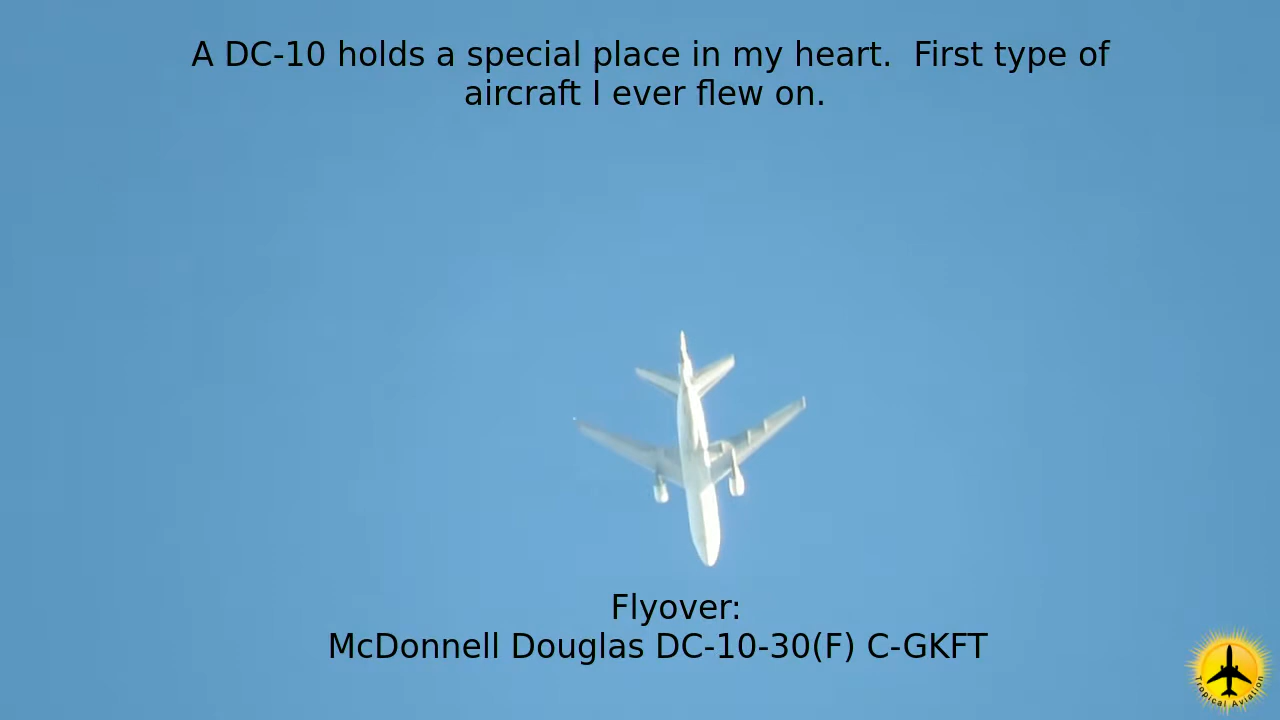 A DC-10 holds a special place in my heart.  First type of
aircraft I ever flew on.
Flyover:
McDonnell Douglas DC-10-30(F) C-GKFT
Tropical Aviation